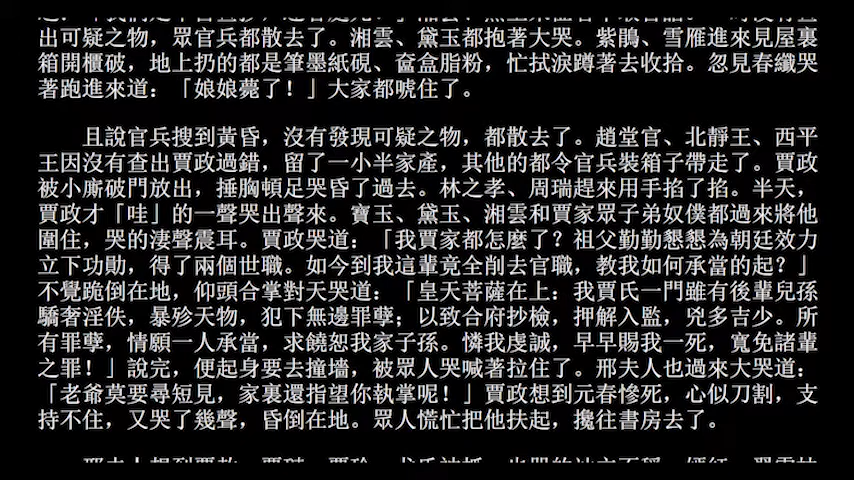 出可疑之物，眾官兵都散去了。湘雲、黛玉都抱著大哭。紫鵑、雪雁進來見屋裏
箱開櫃破，地上扔的都是筆墨紙硯、奩盒脂粉，忙拭淚蹲著去收拾。忽見春纖哭
著跑進來道：「娘娘薨了！」大家都唬住了。
且說官兵搜到黃昏，沒有發現可疑之物，都散去了。趙堂官、北靜王、西平
王因沒有查出賈政過錯，留了一小半家產，其他的都令官兵裝箱子帶走了。賈政
被小廝破門放出，捶胸頓足哭昏了過去。林之孝、周瑞趕來用手掐了掐。半天，
賈政才「哇」的一聲哭出聲來。寶玉、黛玉、湘雲和賈家眾子弟奴僕都過來將他
圍住，哭的淒聲震耳。賈政哭道：「我賈家都怎麼了？祖父勤勤懇懇為朝廷效力
立下功勛，得了兩個世職。如今到我這輩竟全削去官職，教我如何承當的起？」
不覺跪倒在地，仰頭合掌對天哭道：「皇天菩薩在上：我賈氏一門雖有後輩兒孫
驕奢淫佚，暴殄天物，犯下無邊罪孽；以致合府抄檢，押解入監，兇多吉少。所
有罪孽，情願一人承當，求饒恕我家子孫。憐我虔誠，早早賜我一死，寬免諸輩
之罪！」說完，便起身要去撞墻，被眾人哭喊著拉住了。邢夫人也過來大哭道：
「老爺莫要尋短見，家裏還指望你執掌呢！」賈政想到元春慘死，心似刀割，支
持不住，又哭了幾聲，昏倒在地。眾人慌忙把他扶起，攙往書房去了。